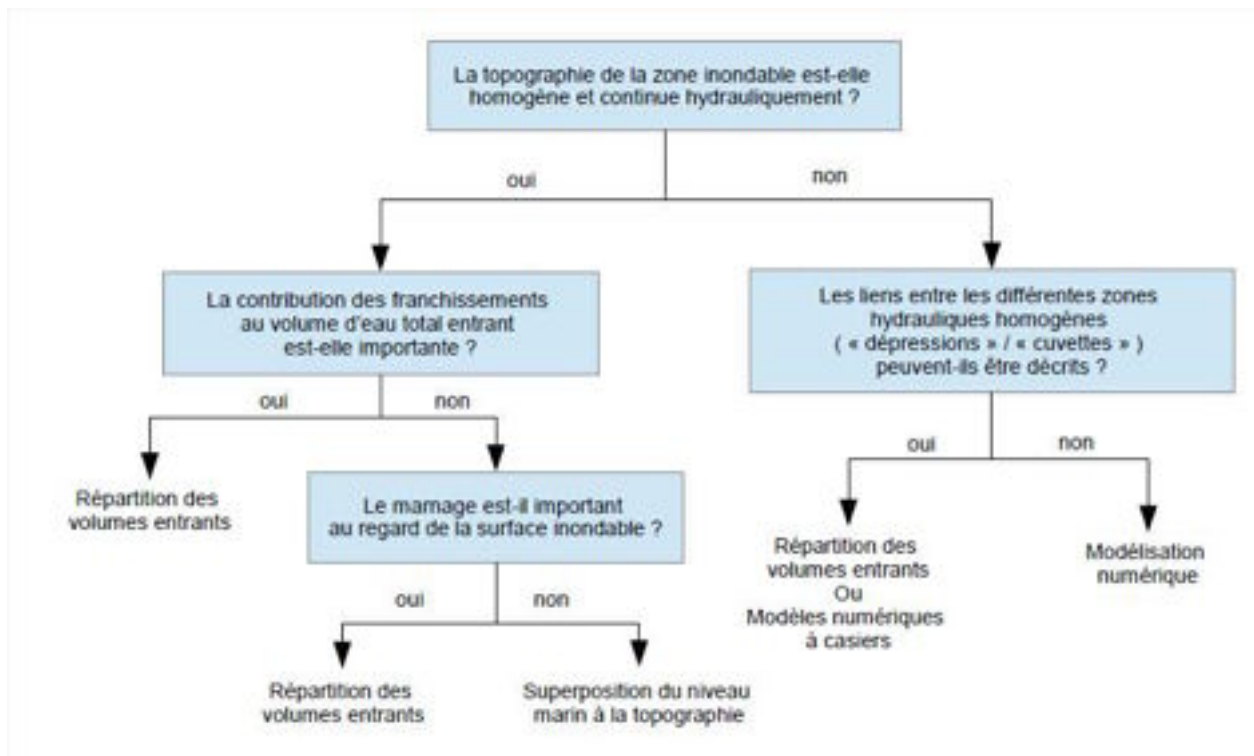 La topographie de la zone inondable est-elle
homogène et continue hydrauliquement ?
oui
non
La contribution des franchissements
au volume d'eau total entrant
est-elle importante ?
Les liens entre les différentes zones
hydrauliques homogènes
( « dépressions » / « cuvettes » )
peuvent-ils être décrits ?
oui
non
oui
non
Répartition des
volumes entrants
Le marnage est-il important
au regard de la surface inondable ?
Répartition des
volumes entrants
Ou
Modèles numériques
à casiers
Modélisation
numérique
oui
non
Répartition des
volumes entrants
Superposition du niveau
marin à la topographie